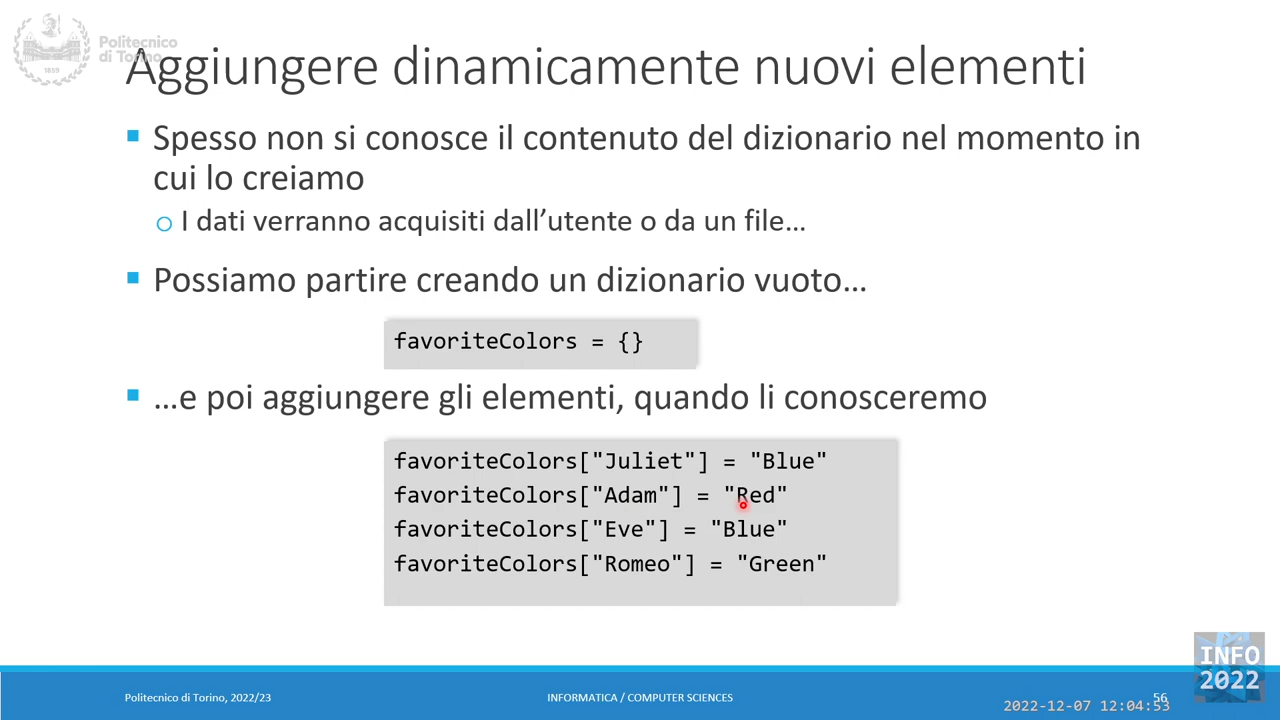 Politecnico
di Torino
1859
Aggiungere dinamicamente nuovi elementi
Spesso non si conosce il contenuto del dizionario nel momento in
cui lo creiamo
I dati verranno acquisiti dall’utente o da un file…
Possiamo partire creando un dizionario vuoto…
favoriteColors = {}
…e poi aggiungere gli elementi, quando li conosceremo
favoriteColors["Juliet"] = "Blue"
favoriteColors["Adam"] = "Red"
favoriteColors["Eve"] = "Blue"
favoriteColors["Romeo"] = "Green"
INFO
2022
Politecnico di Torino, 2022/23
INFORMATICA / COMPUTER SCIENCES
56
2022-12-07 12:04:53